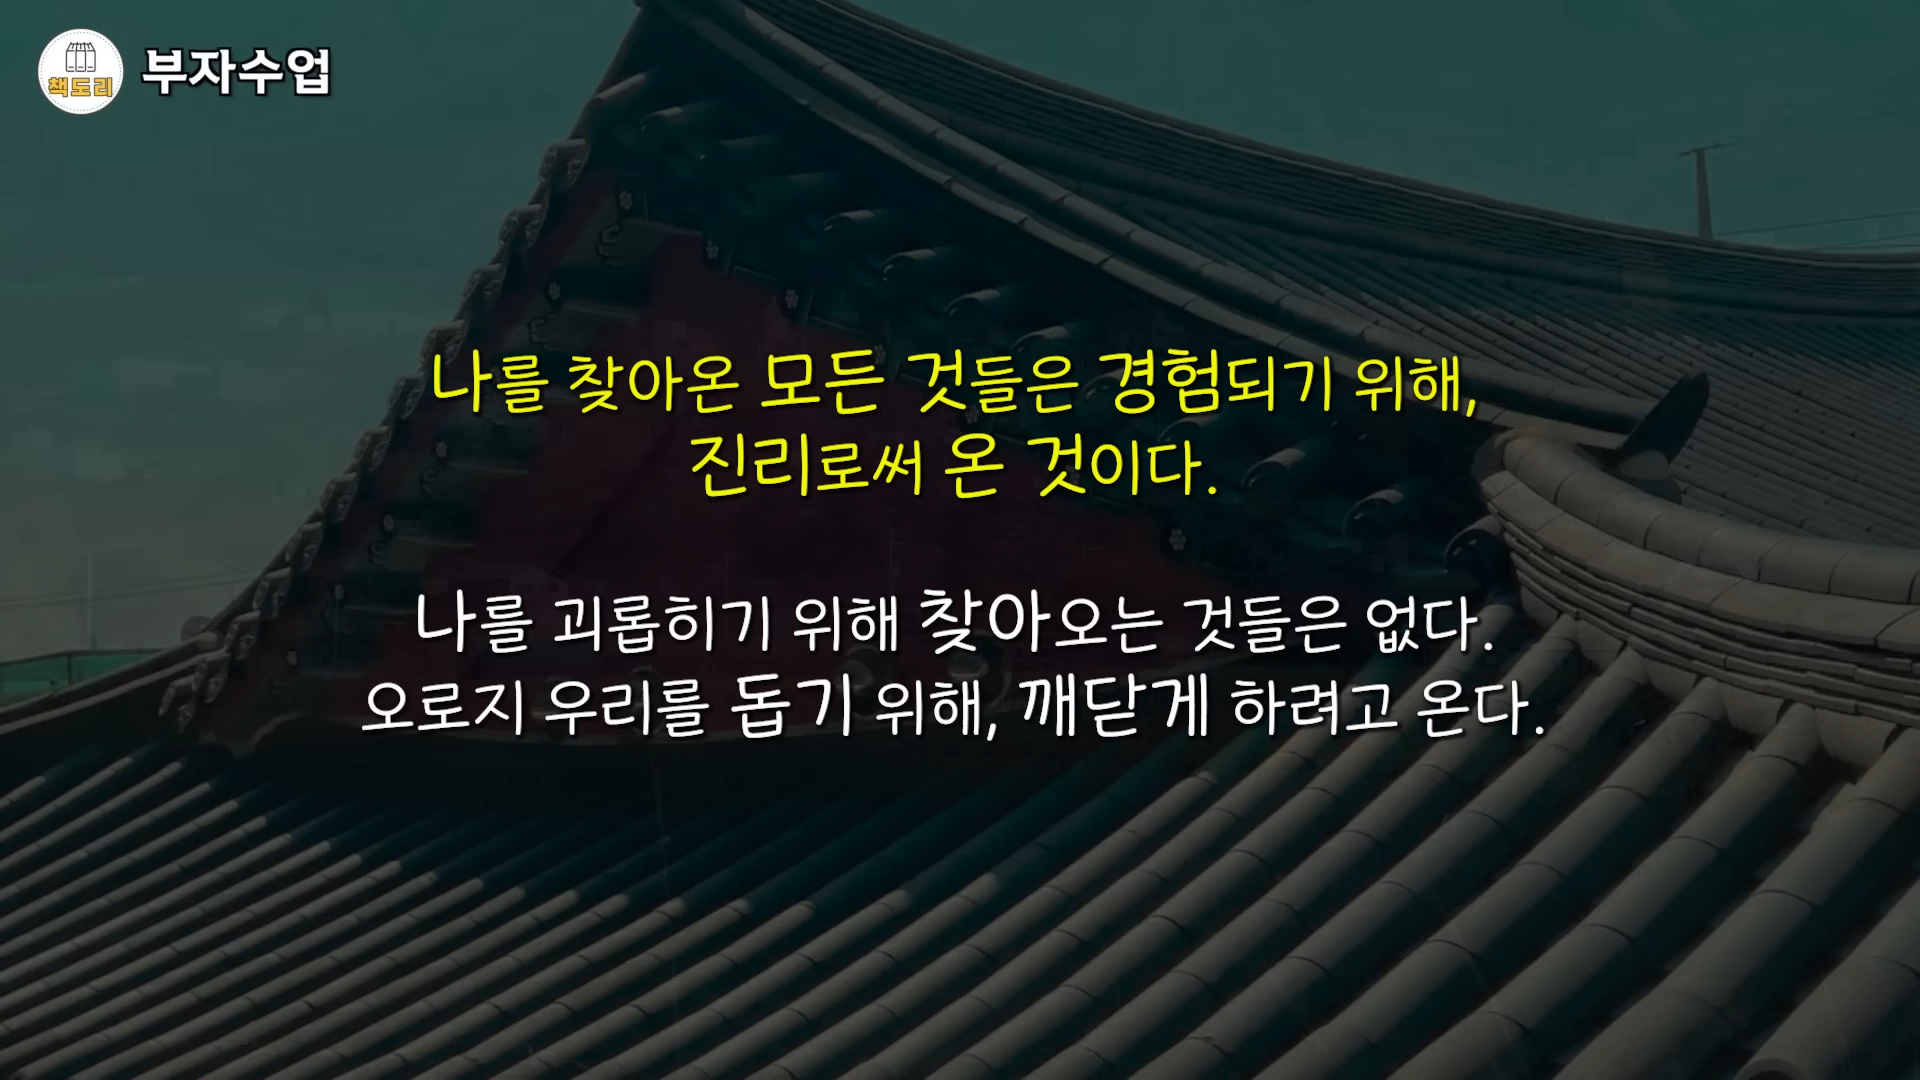 책도리
부자수업
나를 찾아온 모든 것들은 경험되기 위해,
진리로써 온 것이다.
나를 괴롭히기 위해 찾아오는 것들은 없다.
오로지 우리를 돕기 위해, 깨닫게 하려고 온다.